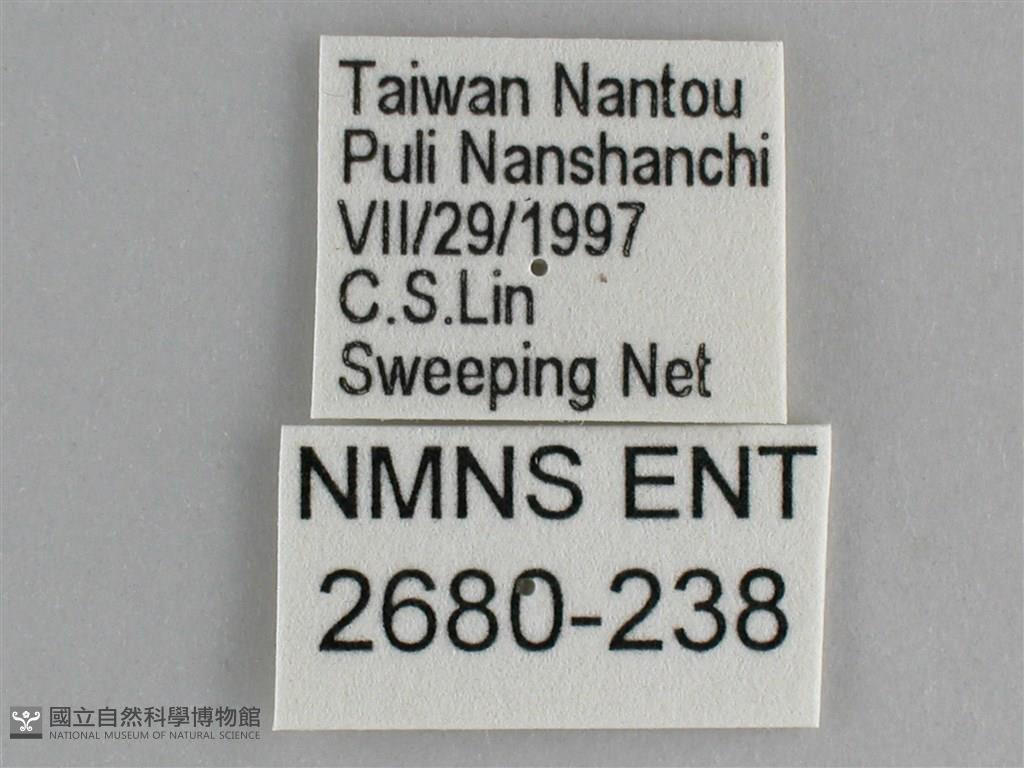 Taiwan Nantou
Puli Nanshanchi
VII/29/1997
C.S.Lin
Sweeping Net
NMNS ENT
2680-238
國立自然科學博物館
NATIONAL MUSEUM OF NATURAL SCIENCE